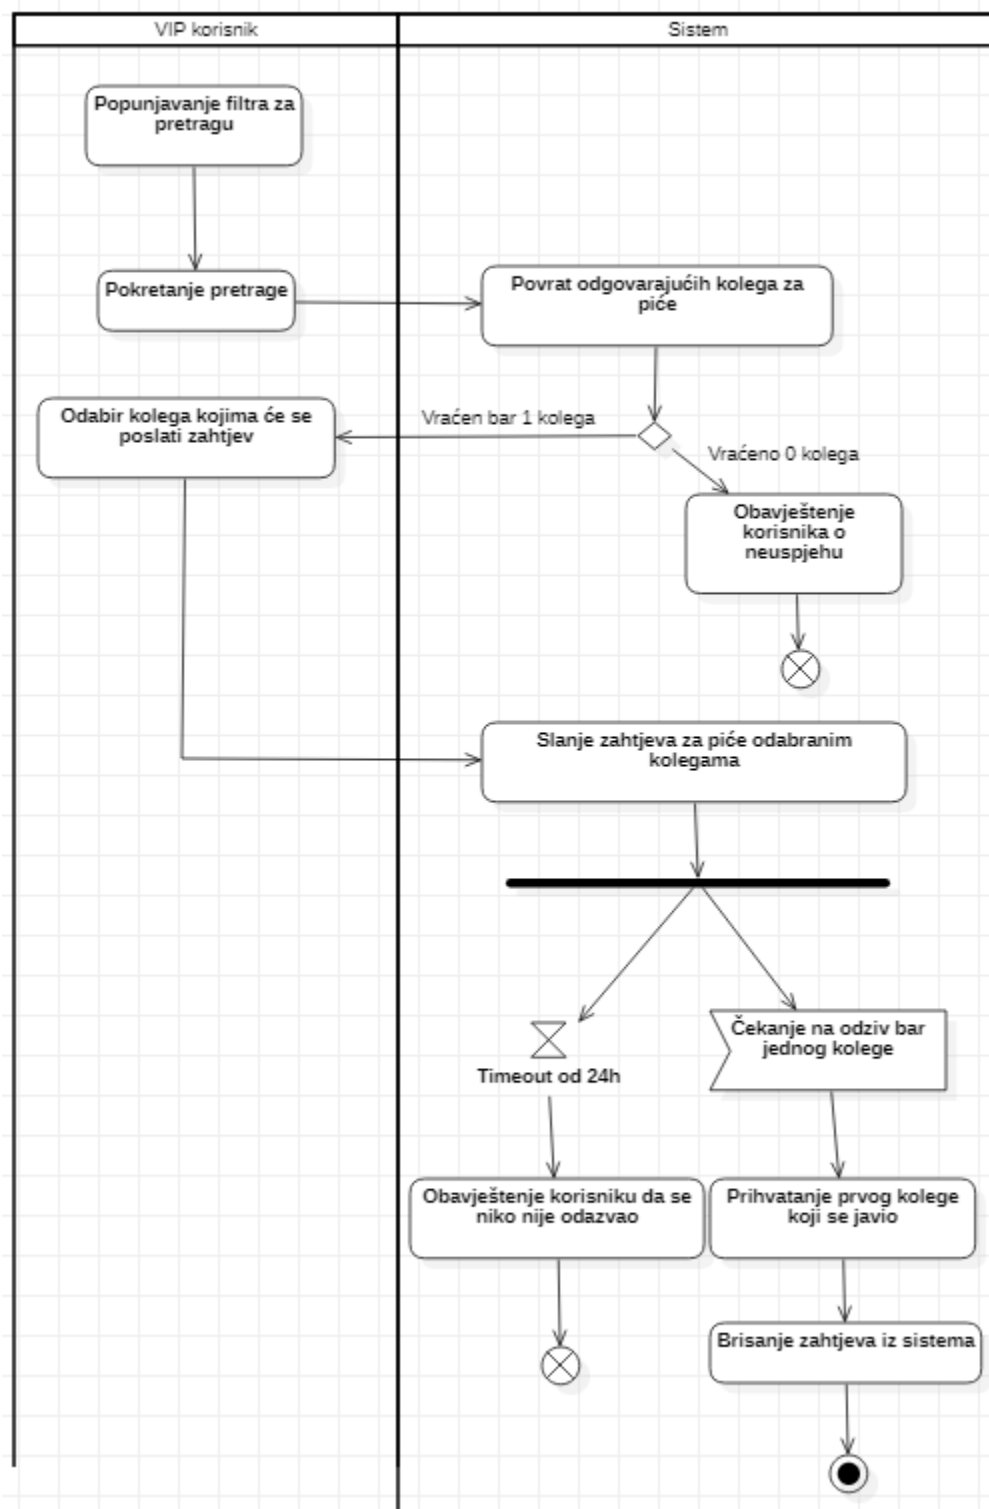 VIP korisnik
Sistem
Popunjavanje filtra za
pretragu
Pokretanje pretrage
Povrat odgovarajućih kolega za
piće
Odabir kolega kojima će se
poslati zahtjev
Vraćen bar 1 kolega
Vraćeno 0 kolega
Obavještenje
korisnika o
neuspjehu
Slanje zahtjeva za piće odabranim
kolegama
Timeout od 24h
Čekanje na odziv bar
jednog kolege
Obavještenje korisniku da se
niko nije odazvao
Prihvatanje prvog kolege
koji se javio
Brisanje zahtjeva iz sistema